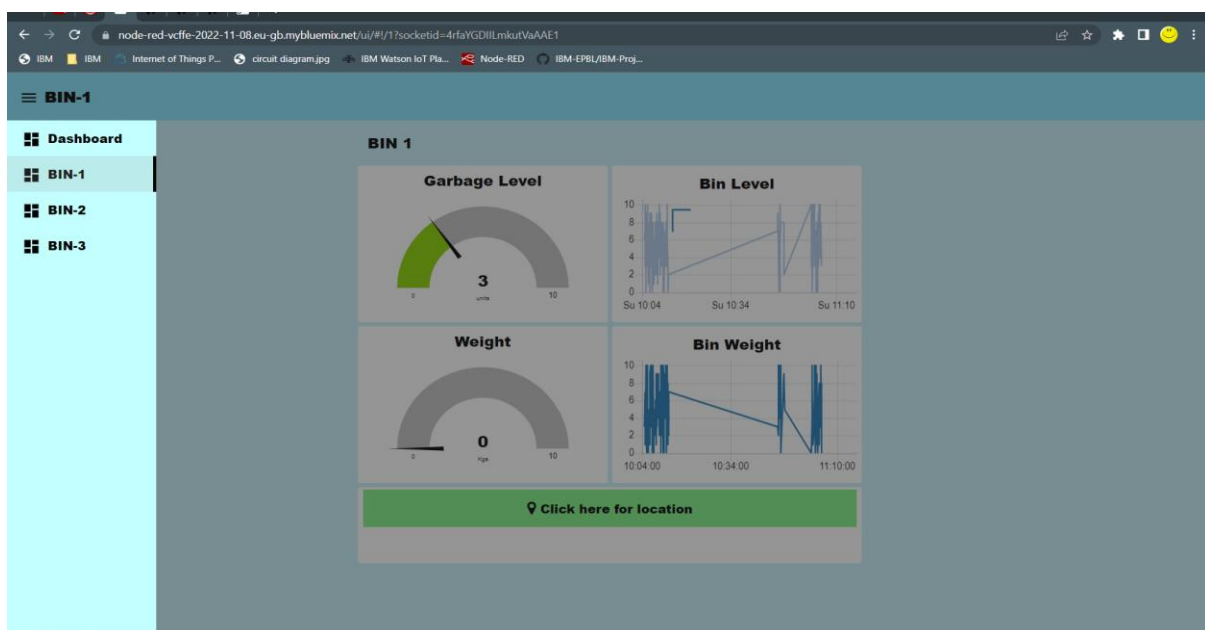 node-red-vcffe-2022-11-08.eu-gb.mybluemix.net/ui/#!/1?socketid=4rfaYGDIlLmkutVaAAE1
IBM IBM Internet of Things P... circuit diagram.jpg IBM Watson IoT Pla... Node-RED IBM-EPBL/IBM-Proj...
BIN-1
Dashboard
BIN-1
BIN-2
BIN-3
BIN 1
Garbage Level
3
units
0 10
Bin Level
10
8
6
4
2
0
Su 10:04 Su 10:34 Su 11:10
Weight
0
Kgs
0 10
Bin Weight
10
8
6
4
2
0
10:04:00 10:34:00 11:10:00
Click here for location